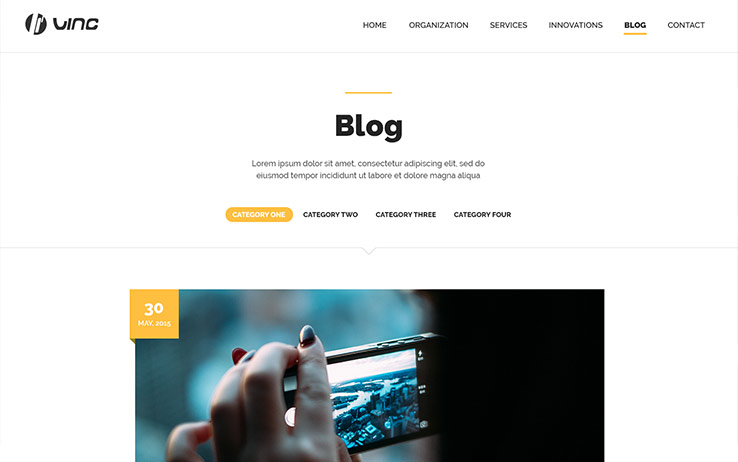 VINC
HOME ORGANIZATION SERVICES INNOVATIONS BLOG CONTACT
Blog
Lorem ipsum dolor sit amet, consectetur adipiscing elit, sed do
eiusmod tempor incididunt ut labore et dolore magna aliqua
CATEGORY ONE CATEGORY TWO CATEGORY THREE CATEGORY FOUR
30
MAY, 2015